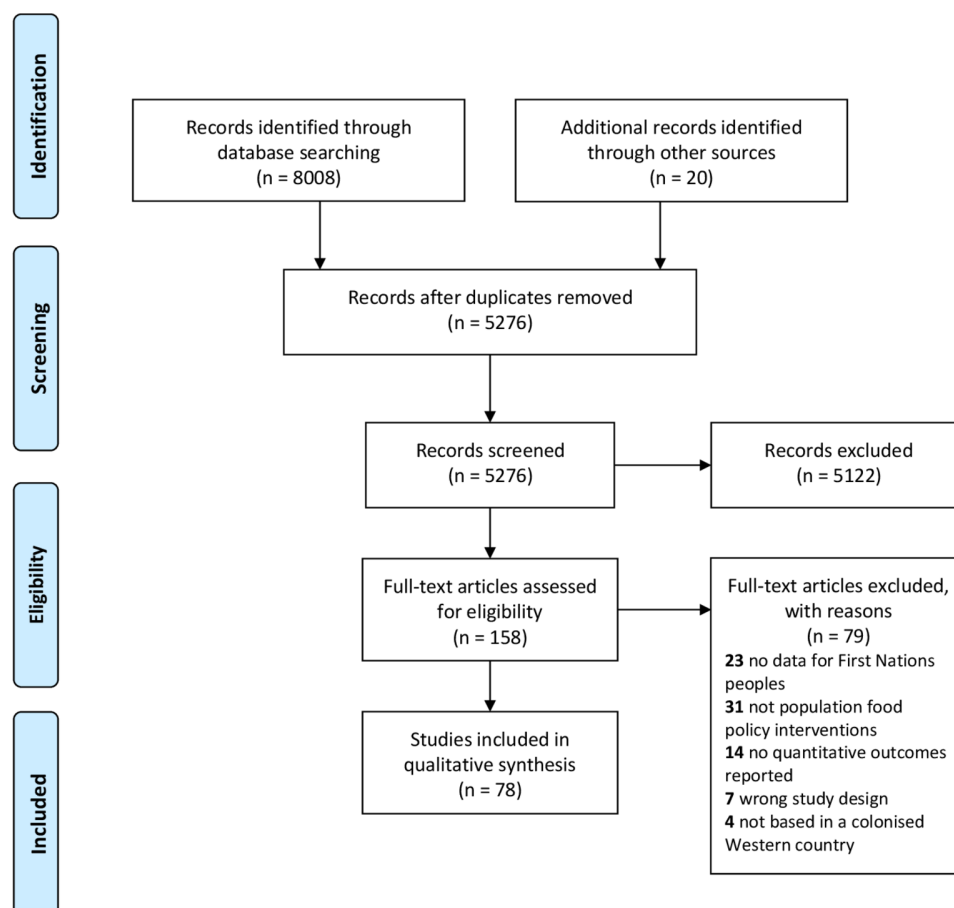 Identification
Records identified through
database searching
(n = 8008)
Additional records identified
through other sources
(n = 20)
Screening
Records after duplicates removed
(n = 5276)
Records screened
(n = 5276)
Records excluded
(n = 5122)
Eligibility
Full-text articles assessed
for eligibility
(n = 158)
Full-text articles excluded,
with reasons
(n = 79)
23 no data for First Nations
peoples
31 not population food
policy interventions
14 no quantitative outcomes
reported
7 wrong study design
4 not based in a colonised
Western country
Included
Studies included in
qualitative synthesis
(n = 78)